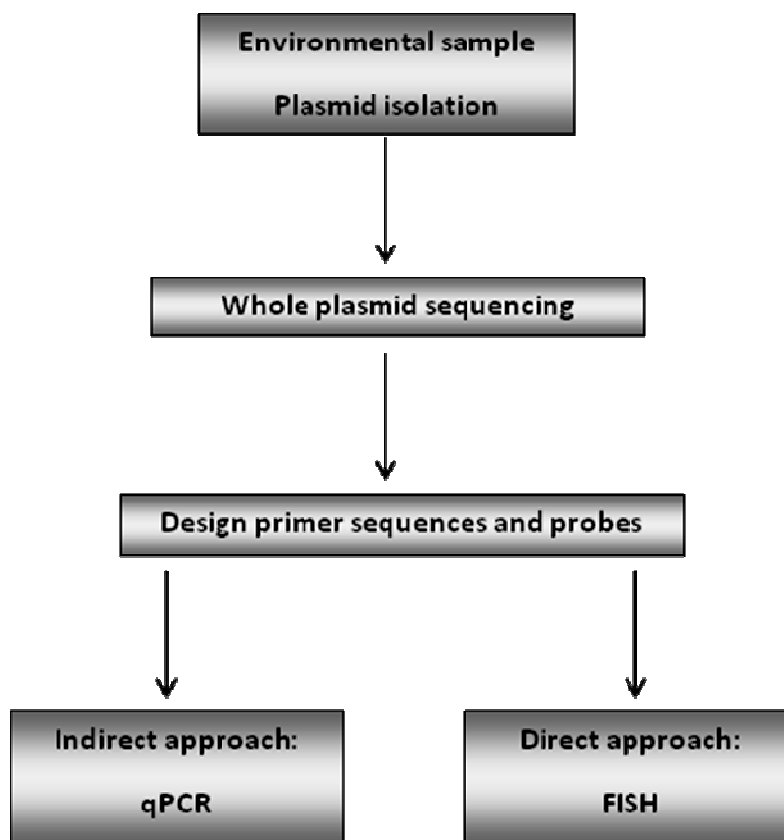 Environmental sample
Plasmid isolation
Whole plasmid sequencing
Design primer sequences and probes
Indirect approach:
qPCR
Direct approach:
FISH